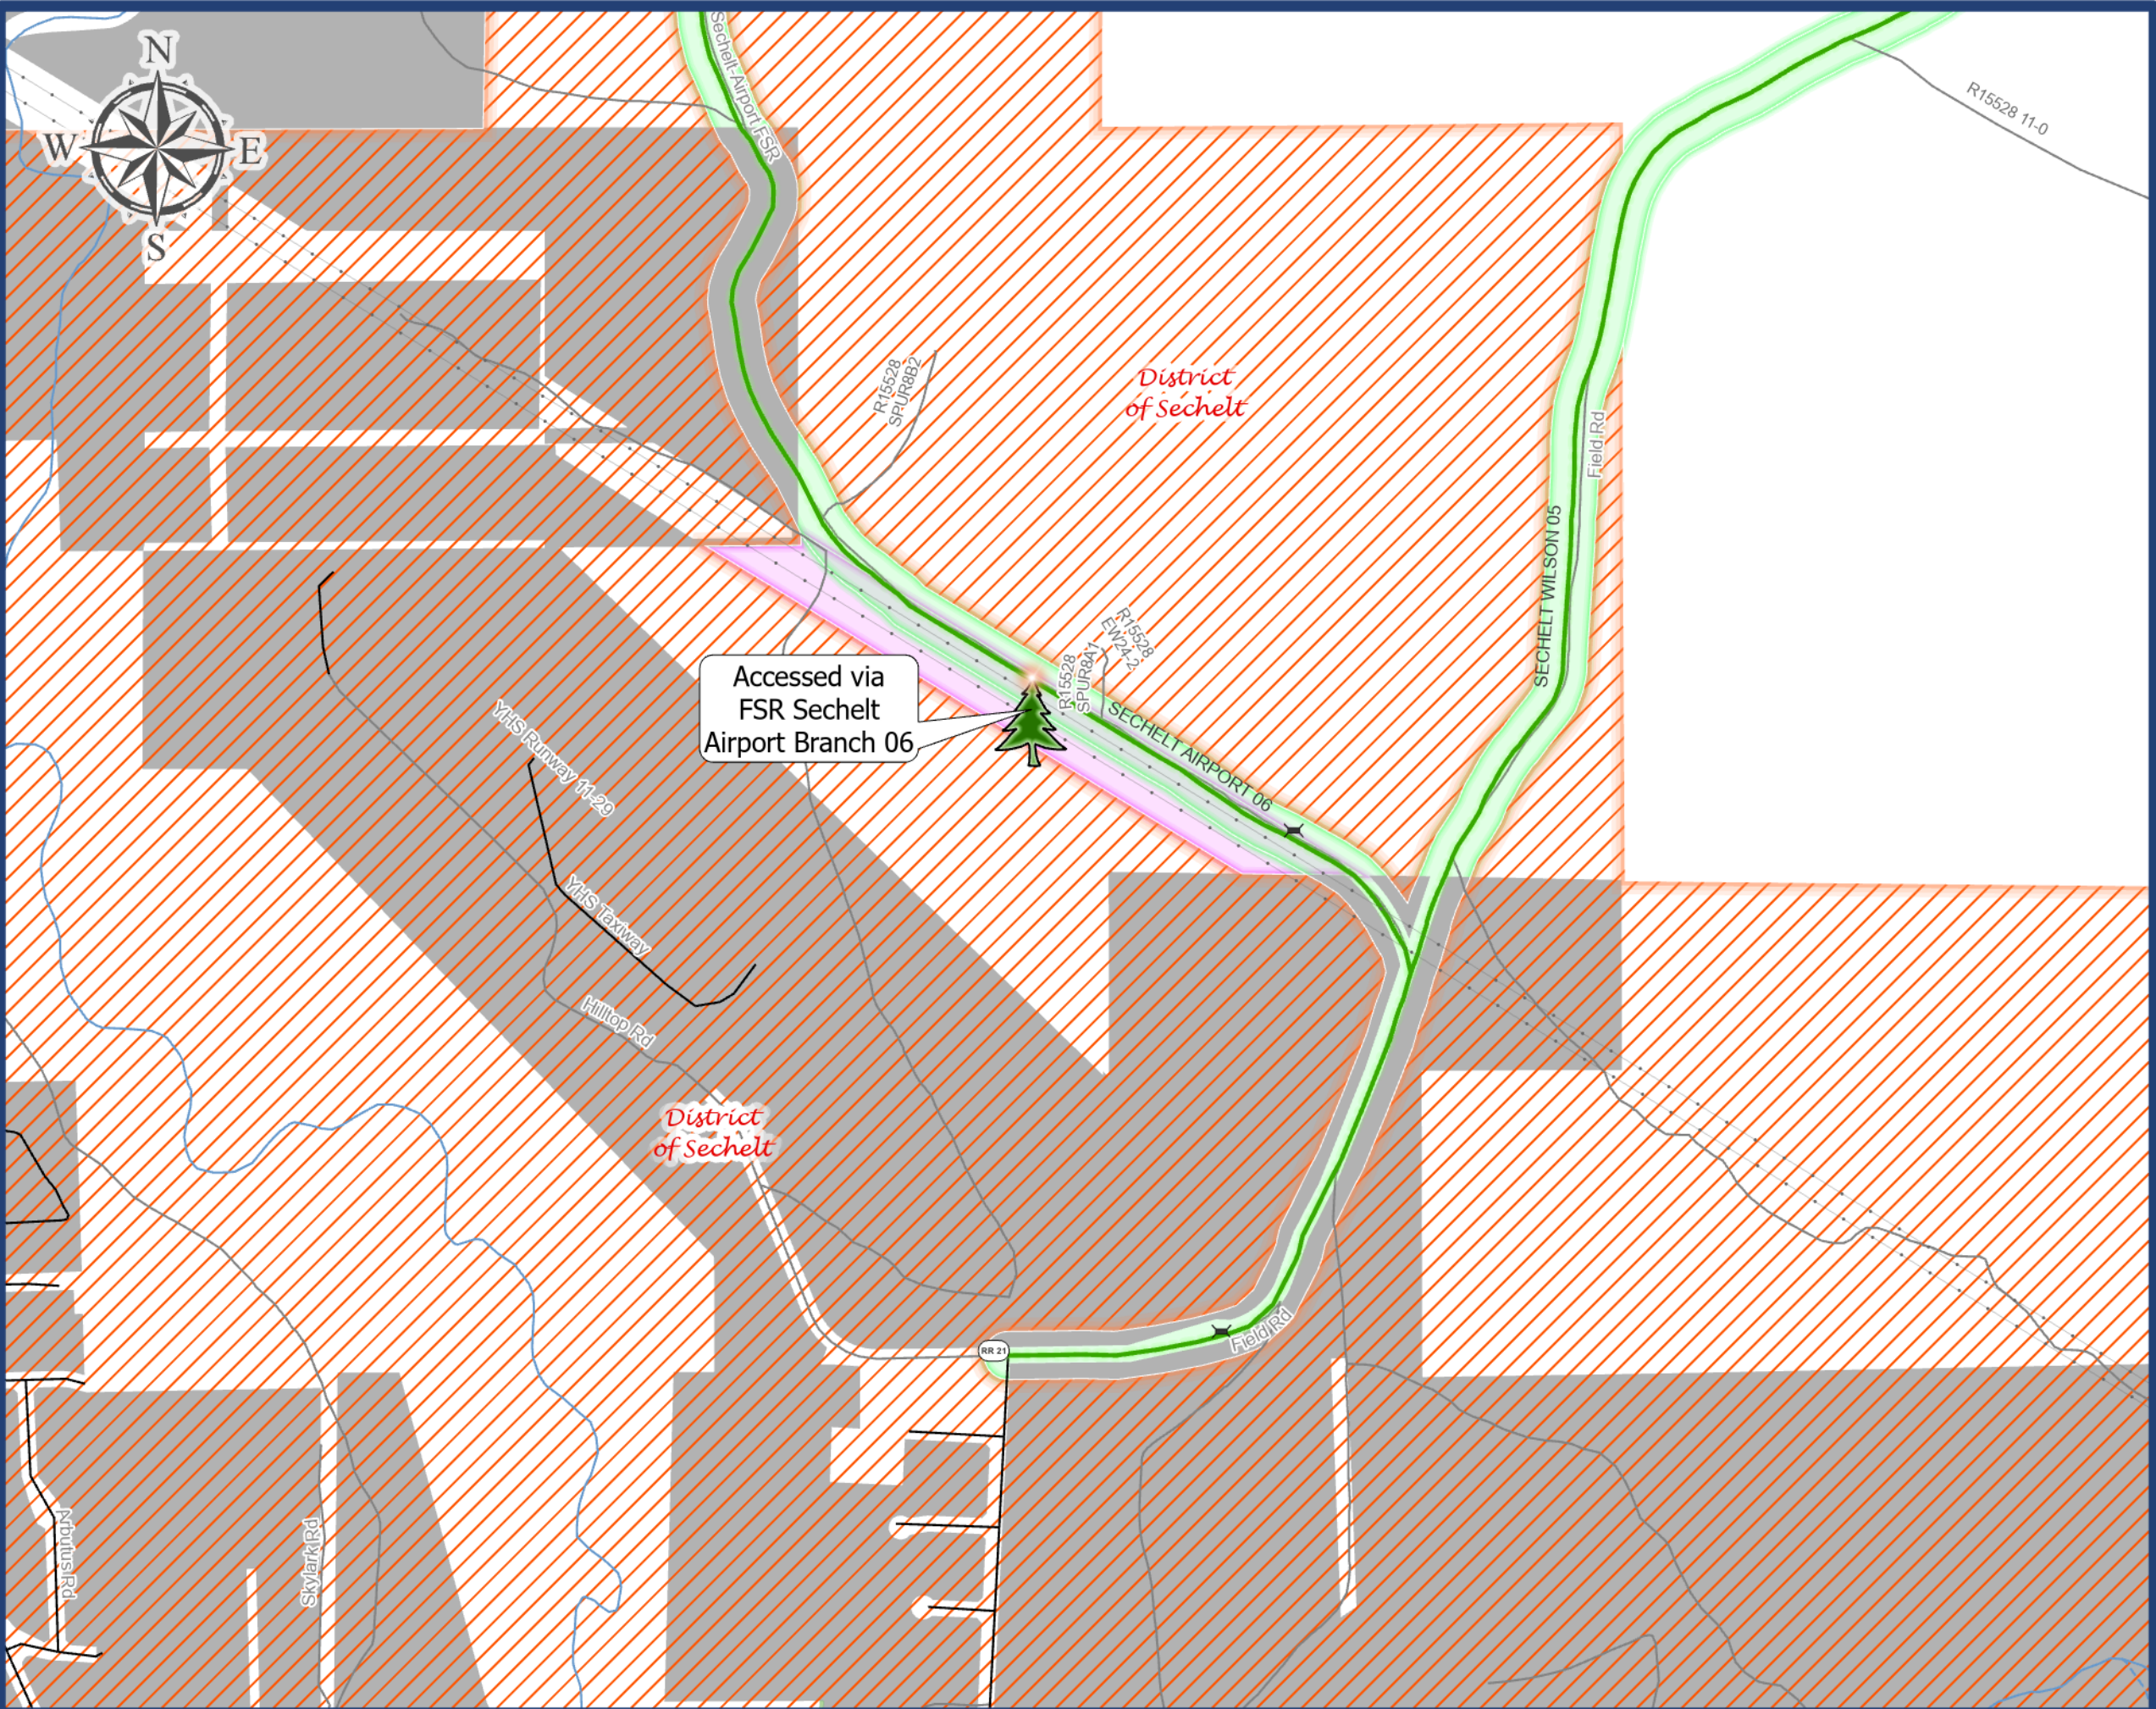 N
W
E
S
Sechelt-Airport FSR
R15528 11-0
R15528
SPUR8B2
District
of Sechelt
Field Rd
SECHELT WILSON 05
R15528
EW24-2
R15528
SPUR8A1
Accessed via
FSR Sechelt
Airport Branch 06
SECHELT AIRPORT 06
YHS Runway 11-29
YHS Taxiway
Hilltop Rd
District
of Sechelt
RR 21
Field Rd
Arbutus Rd
Skylark Rd